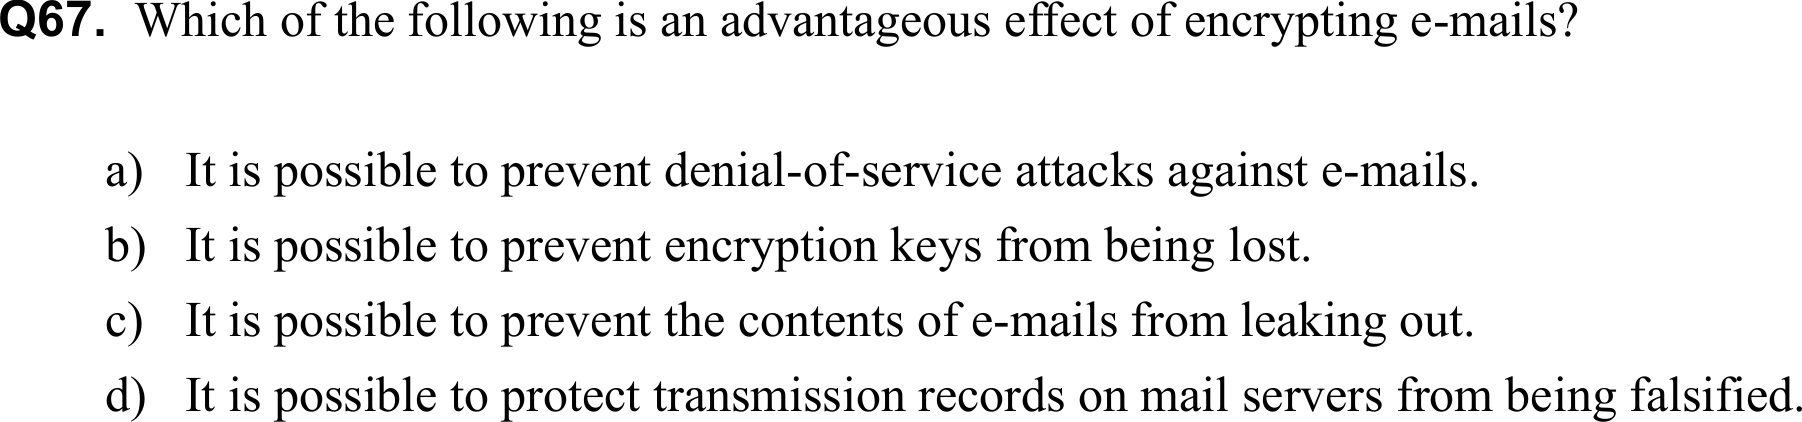 Q67. Which of the following is an advantageous effect of encrypting e-mails?
a) It is possible to prevent denial-of-service attacks against e-mails.
b) It is possible to prevent encryption keys from being lost.
c) It is possible to prevent the contents of e-mails from leaking out.
d) It is possible to protect transmission records on mail servers from being falsified.